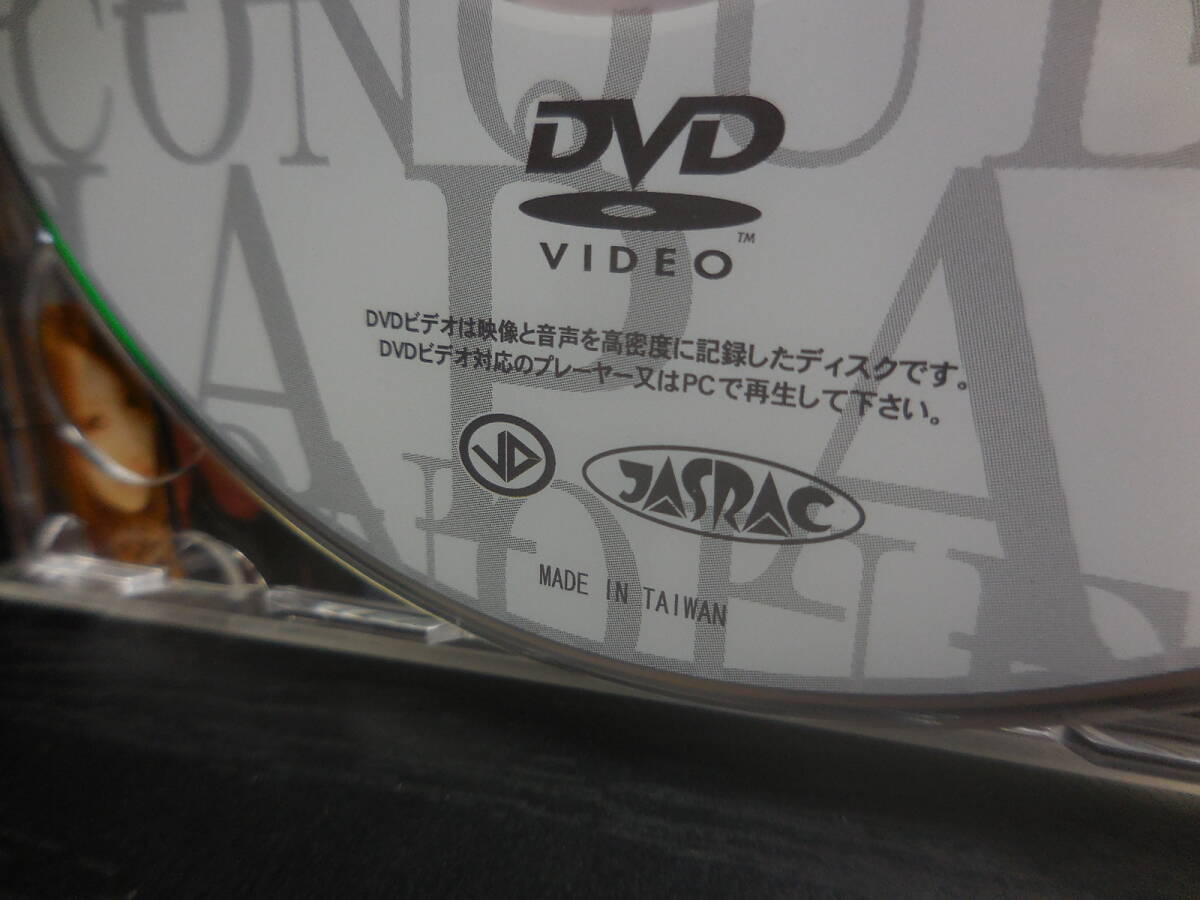 CONQUE
DVD
VIDEO™
DVDビデオは映像と音声を高密度に記録したディスクです。
DVDビデオ対応のプレーヤー又はPCで再生して下さい。
VD
JASRAC
MADE IN TAIWAN